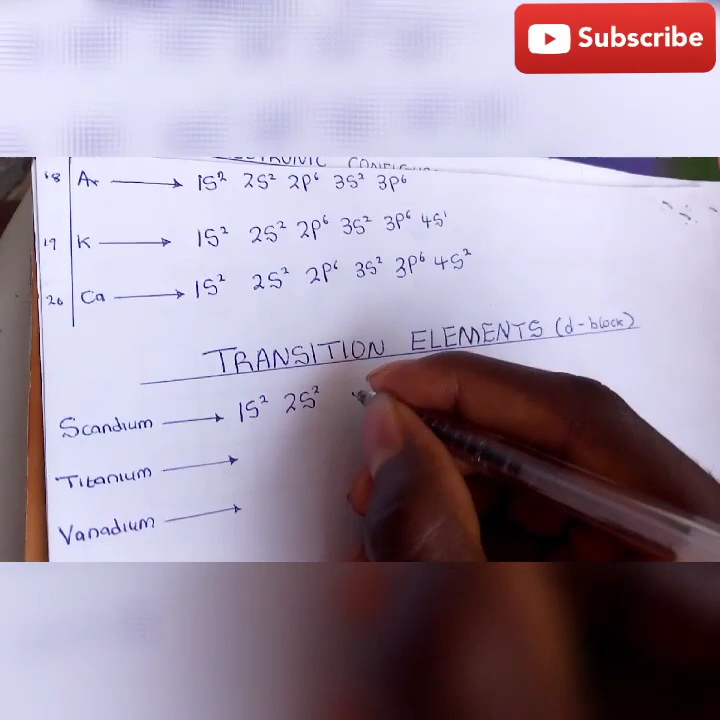 Subscribe
18 Ar → 1S² 2S² 2P⁶ 3S² 3P⁶
19 K → 1S² 2S² 2P⁶ 3S² 3P⁶ 4S¹
20 Ca → 1S² 2S² 2P⁶ 3S² 3P⁶ 4S²
TRANSITION ELEMENTS (d-block)
Scandium → 1S² 2S²
Titanium →
Vanadium →